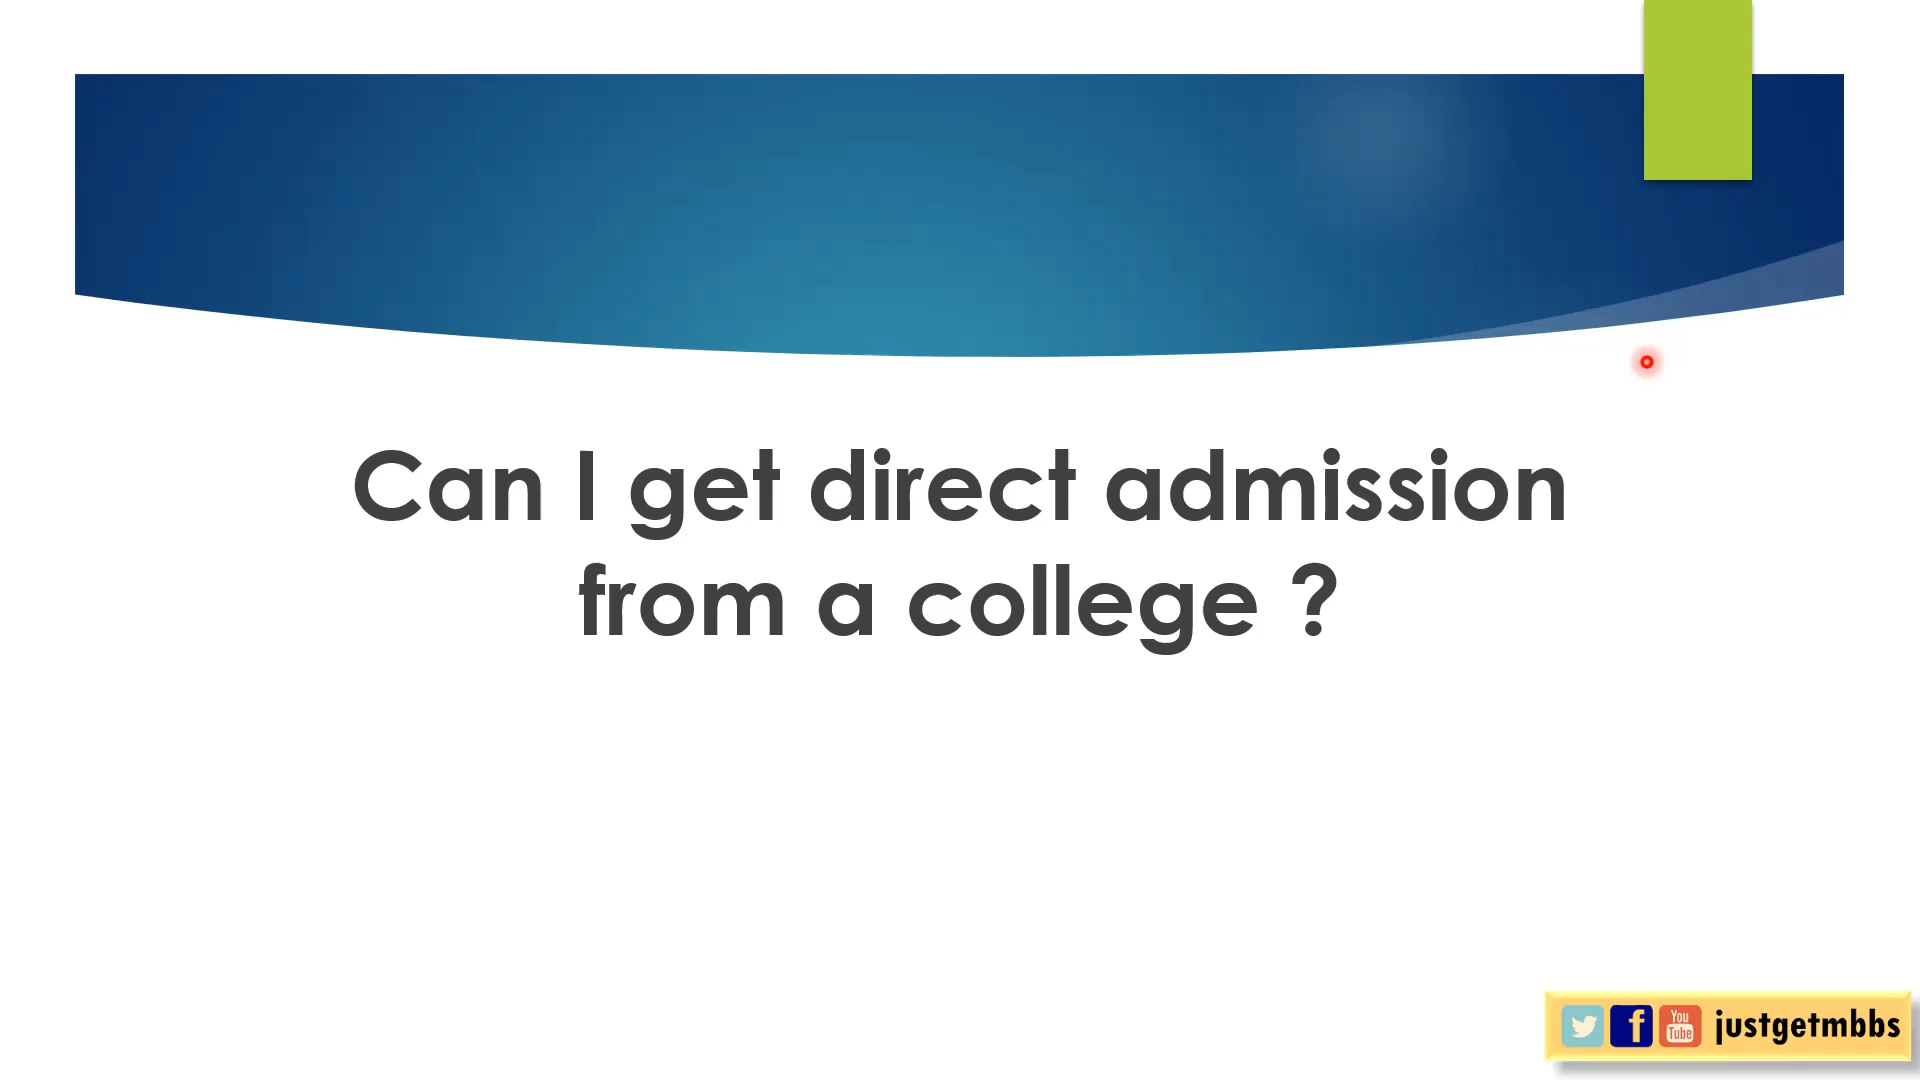 Can I get direct admission
from a college ?
You
Tube
justgetmbbs